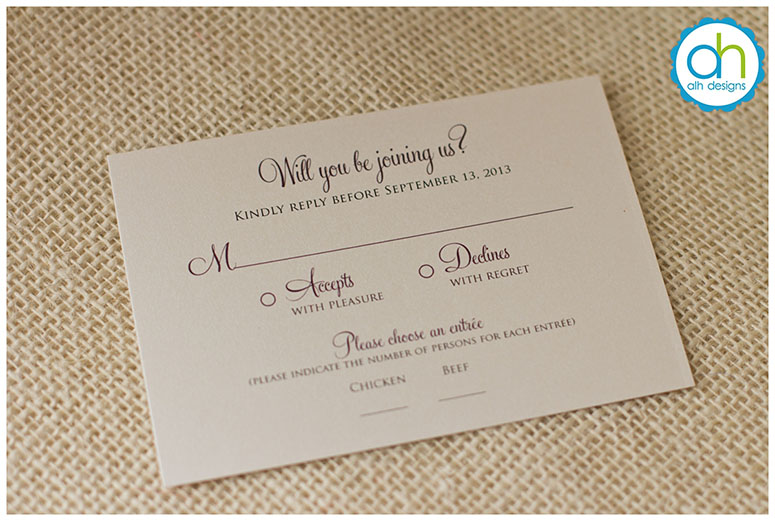 ah
alh designs
Will you be joining us?
Kindly reply before September 13, 2013
M
Accepts
with pleasure
Declines
with regret
Please choose an entrée
(please indicate the number of persons for each entrée)
Chicken
Beef